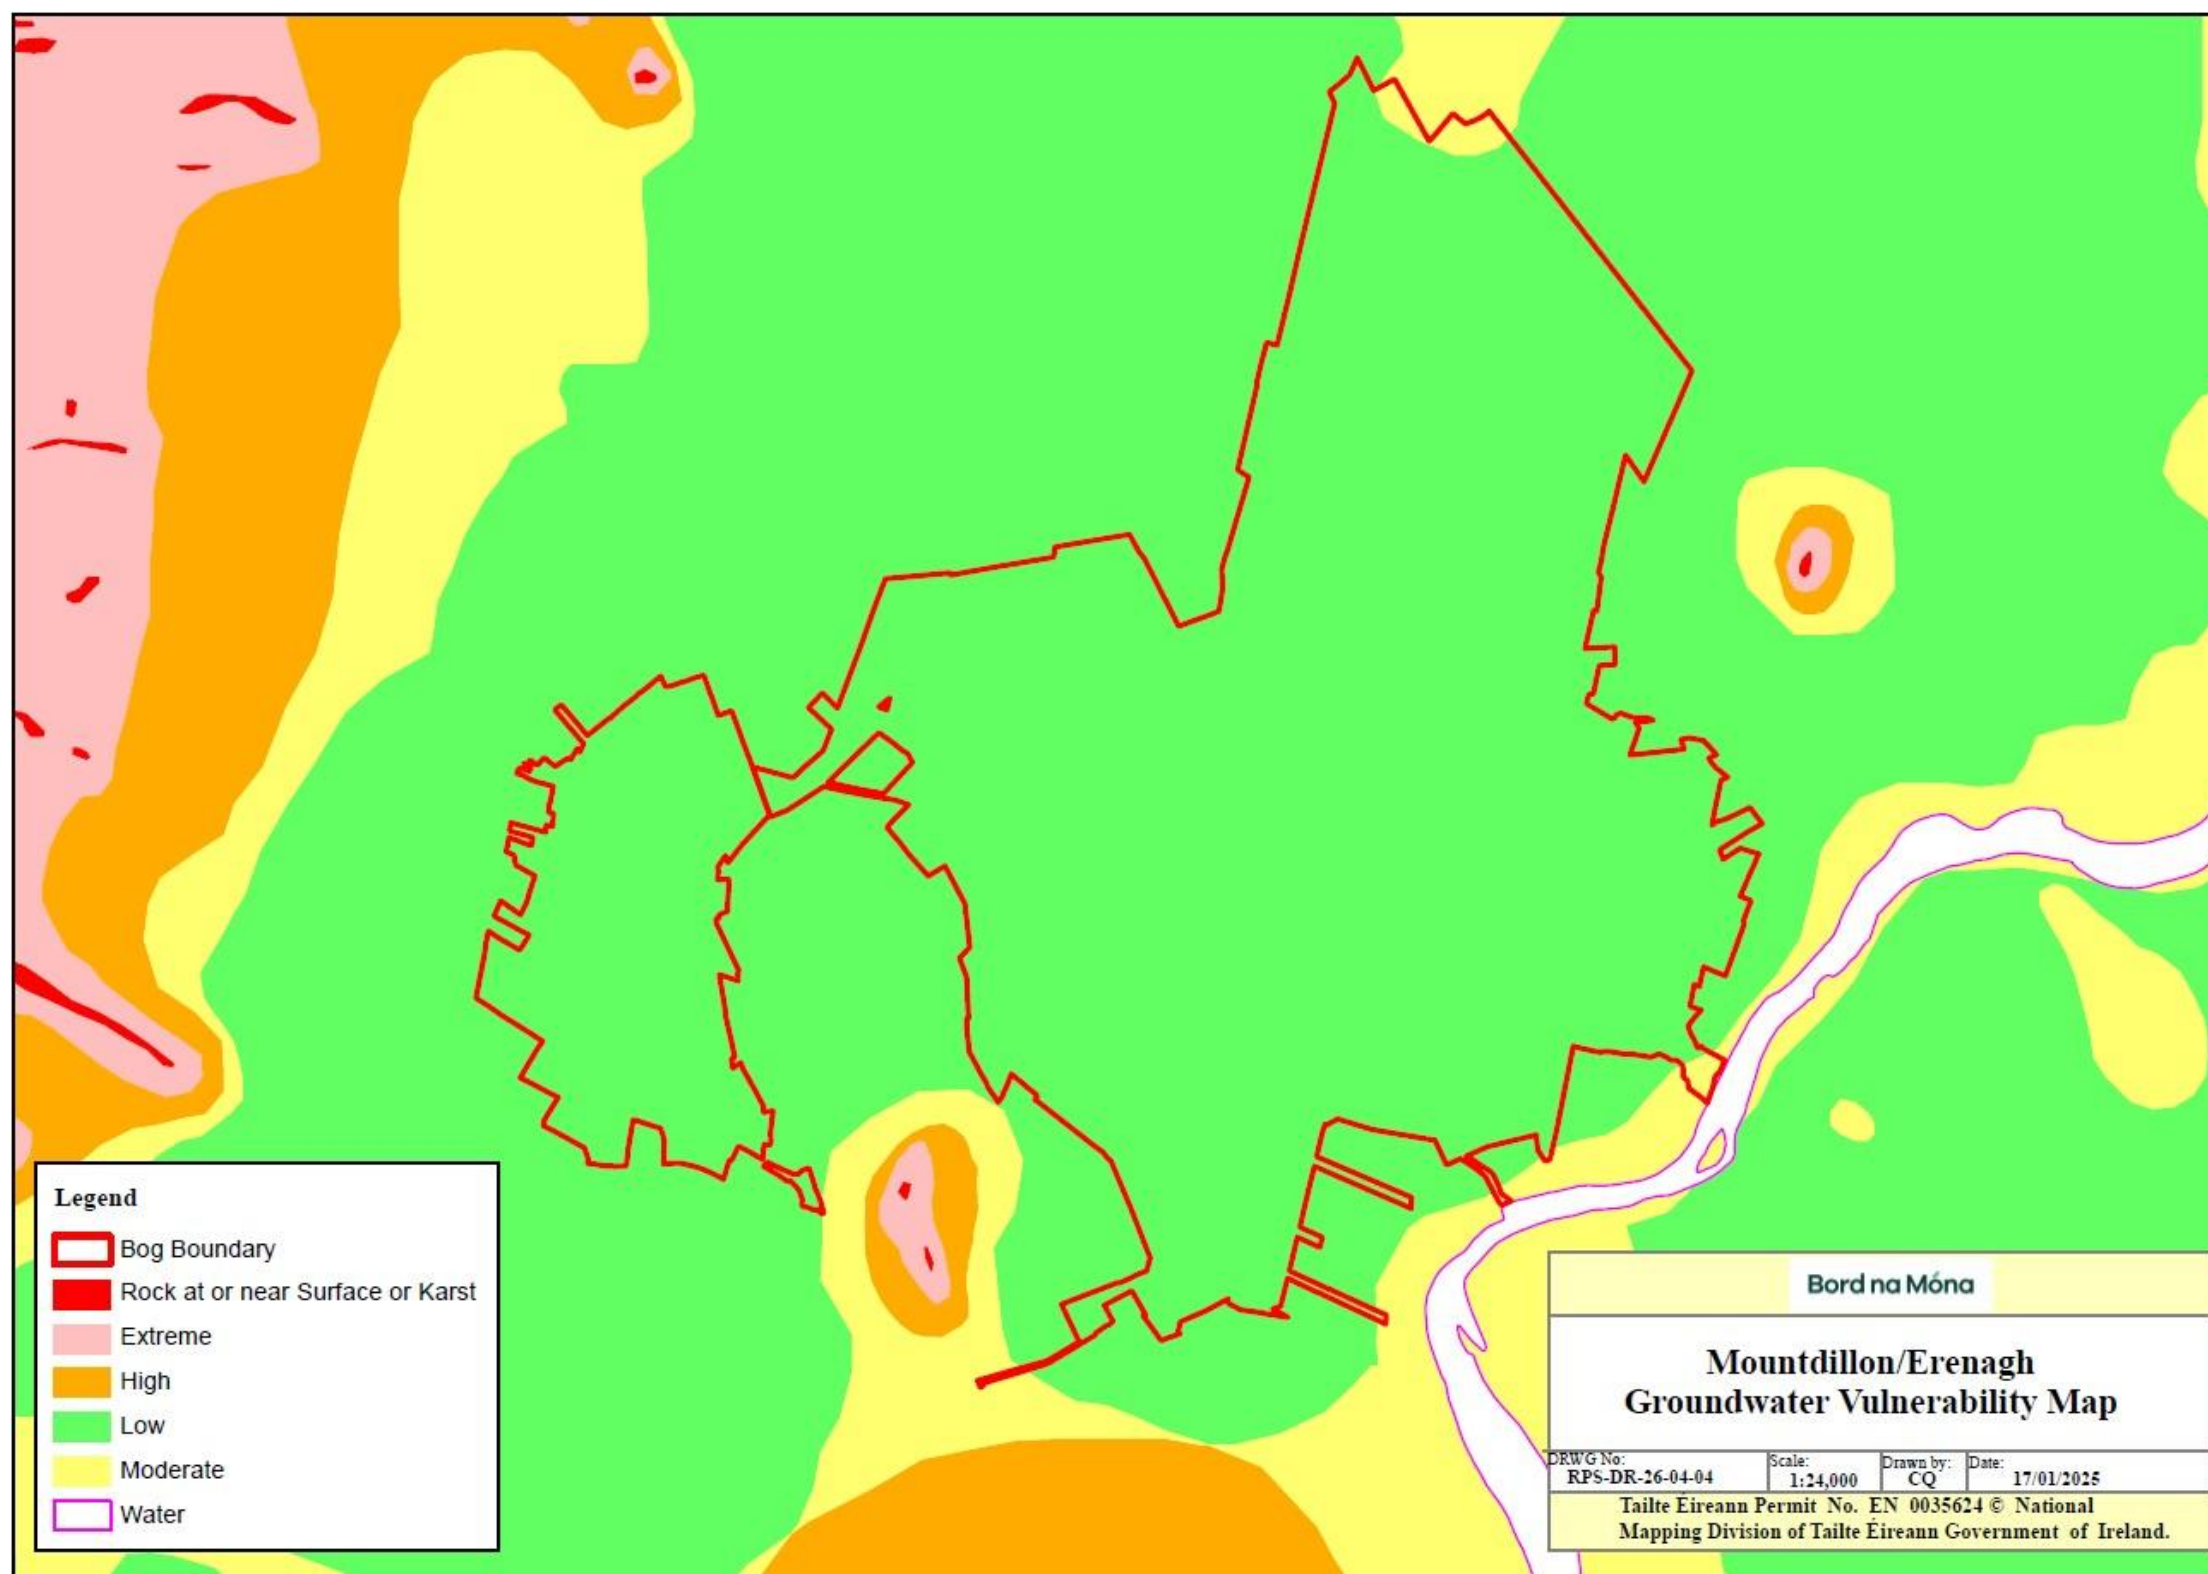 Legend
Bog Boundary
Rock at or near Surface or Karst
Extreme
High
Low
Moderate
Water
Bord na Móna
Mountdillon/Erenagh
Groundwater Vulnerability Map
DRWG No:
RPS-DR-26-04-04
Scale:
1:24,000
Drawn by:
CQ
Date:
17/01/2025
Tailte Éireann Permit No. EN 0035624 © National
Mapping Division of Tailte Éireann Government of Ireland.